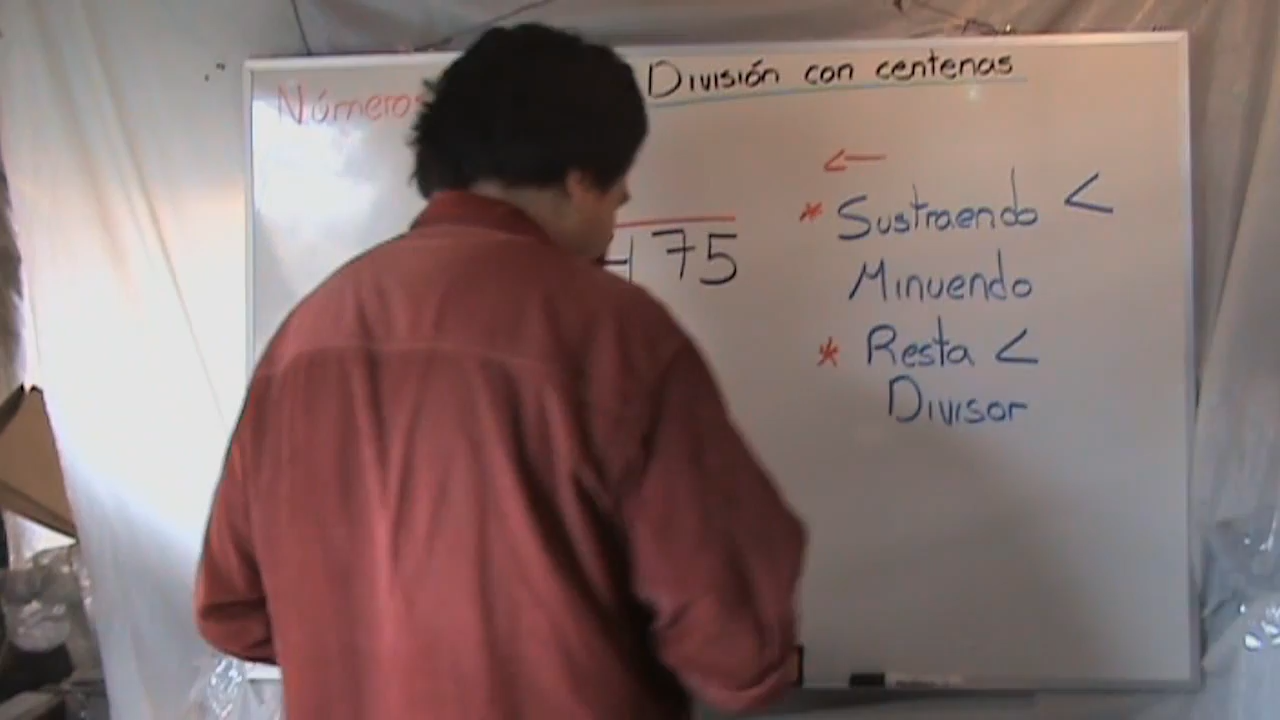 División con centenas
Números
* Sustraendo <
Minuendo
* Resta <
Divisor
475